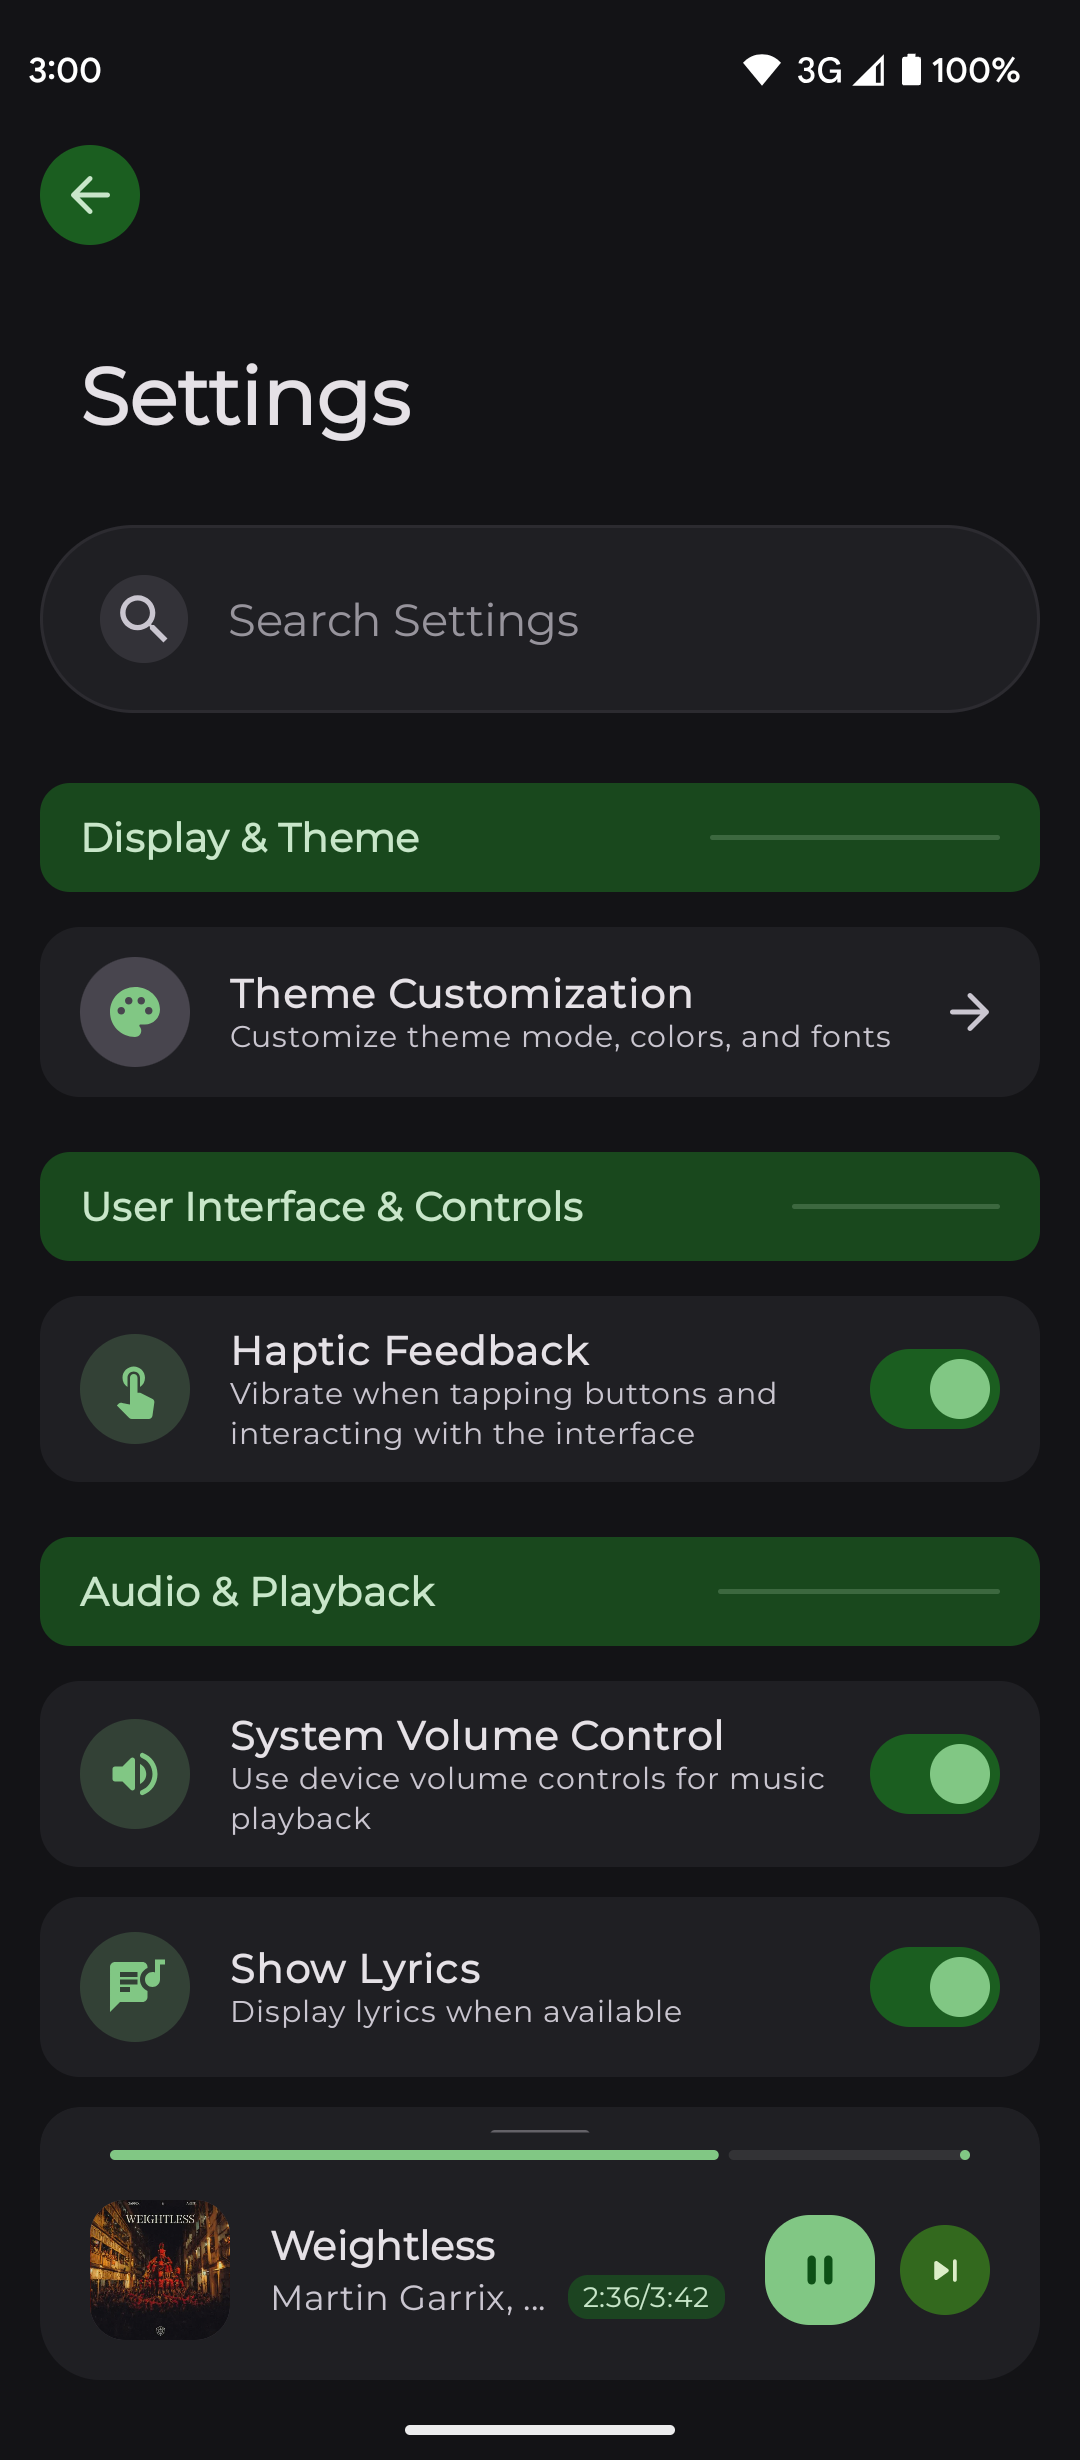 3:00
3G
100%
Settings
Search Settings
Display & Theme
Theme Customization
Customize theme mode, colors, and fonts
User Interface & Controls
Haptic Feedback
Vibrate when tapping buttons and
interacting with the interface
Audio & Playback
System Volume Control
Use device volume controls for music
playback
Show Lyrics
Display lyrics when available
WEIGHTLESS
Weightless
Martin Garrix, ...
2:36/3:42